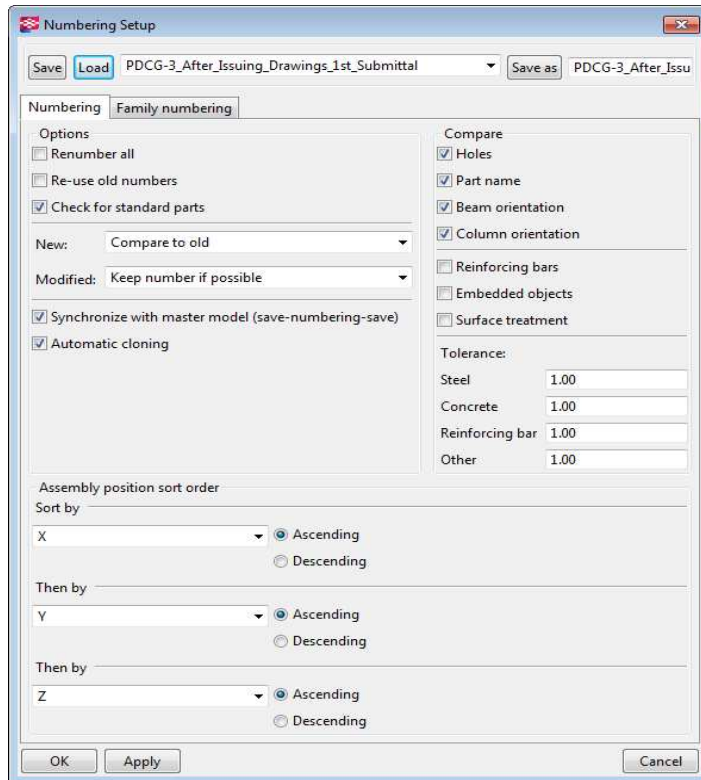 Numbering Setup
Save Load PDCG-3_After_Issuing_Drawings_1st_Submittal Save as PDCG-3_After_Issu
Numbering Family numbering
Options
Renumber all
Re-use old numbers
Check for standard parts
New: Compare to old
Modified: Keep number if possible
Synchronize with master model (save-numbering-save)
Automatic cloning
Compare
Holes
Part name
Beam orientation
Column orientation
Reinforcing bars
Embedded objects
Surface treatment
Tolerance:
Steel 1.00
Concrete 1.00
Reinforcing bar 1.00
Other 1.00
Assembly position sort order
Sort by
X Ascending
Descending
Then by
Y Ascending
Descending
Then by
Z Ascending
Descending
OK Apply Cancel